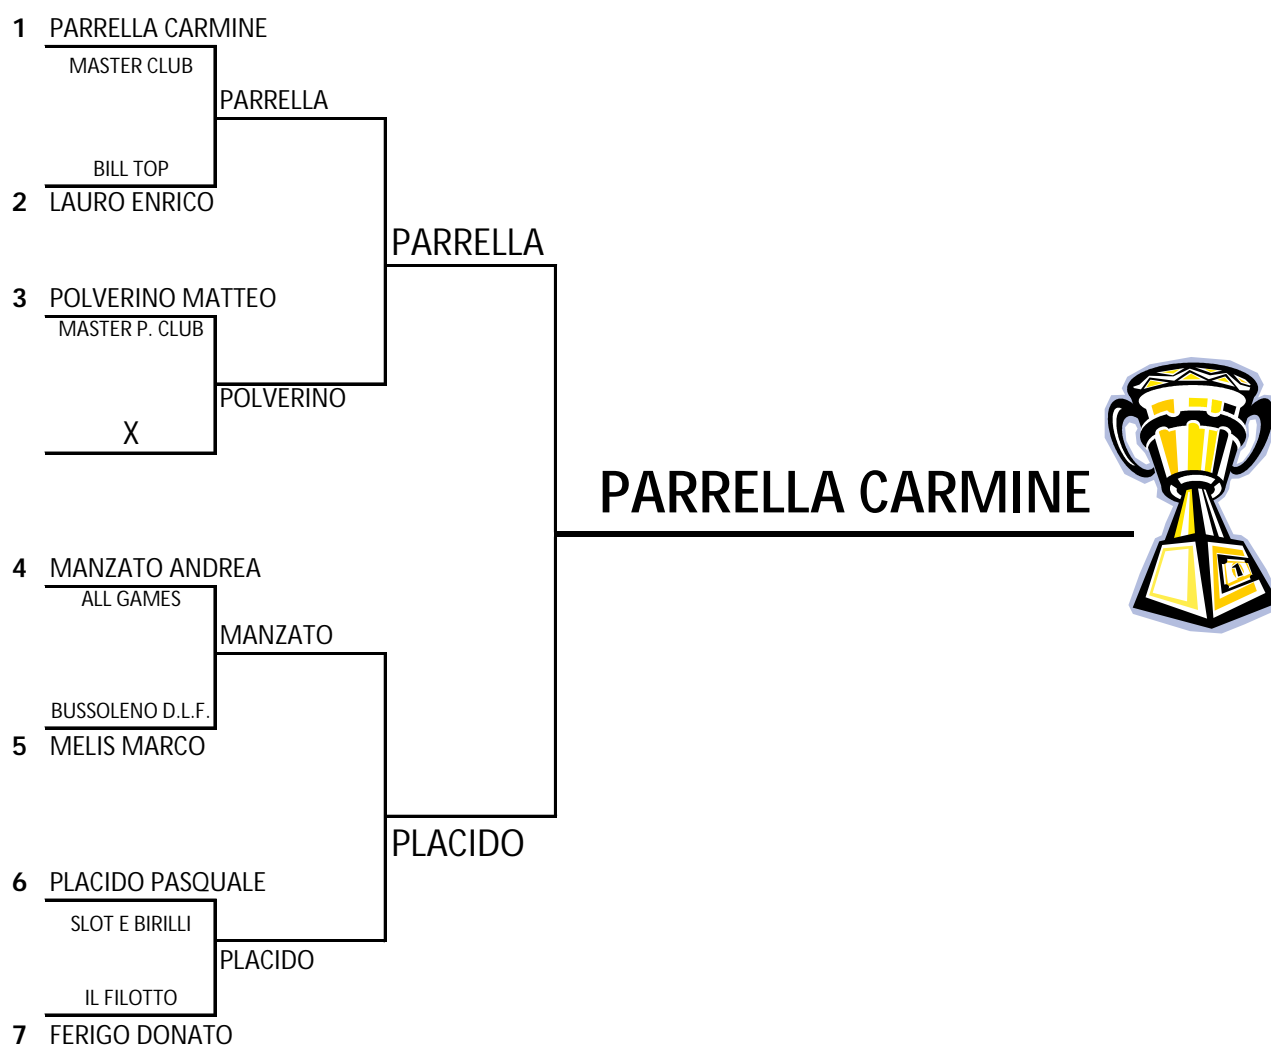 1 PARRELLA CARMINE
MASTER CLUB
PARRELLA
BILL TOP
2 LAURO ENRICO
PARRELLA
3 POLVERINO MATTEO
MASTER P. CLUB
POLVERINO
X
PARRELLA CARMINE
4 MANZATO ANDREA
ALL GAMES
MANZATO
BUSSOLENO D.L.F.
5 MELIS MARCO
PLACIDO
6 PLACIDO PASQUALE
SLOT E BIRILLI
PLACIDO
IL FILOTTO
7 FERIGO DONATO
1